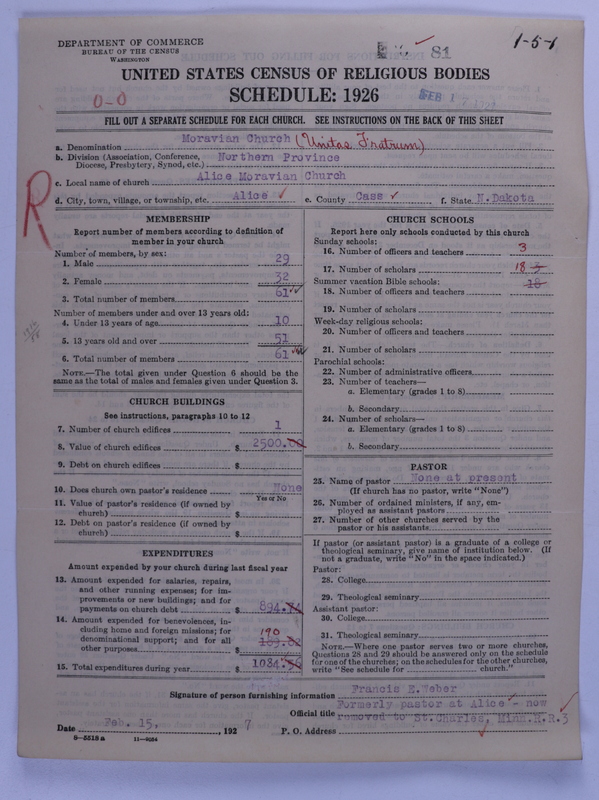 DEPARTMENT OF COMMERCE
BUREAU OF THE CENSUS
WASHINGTON
81
1-5-1
UNITED STATES CENSUS OF RELIGIOUS BODIES
SCHEDULE: 1926
0-0
FEB 1
FILL OUT A SEPARATE SCHEDULE FOR EACH CHURCH. SEE INSTRUCTIONS ON THE BACK OF THIS SHEET
a. Denomination Moravian Church (Unitas Fratrum)
b. Division (Association, Conference, Diocese, Presbytery, Synod, etc.) Northern Province
c. Local name of church Alice Moravian Church
d. City, town, village, or township, etc. Alice e. County Cass f. State N. Dakota
R
MEMBERSHIP
Report number of members according to definition of
member in your church
Number of members, by sex:
1. Male 29
2. Female 32
3. Total number of members 61
Number of members under and over 13 years old:
4. Under 13 years of age 10
5. 13 years old and over 51
6. Total number of members 61
NOTE.—The total given under Question 6 should be the
same as the total of males and females given under Question 3.
CHURCH BUILDINGS
See instructions, paragraphs 10 to 12
7. Number of church edifices 1
8. Value of church edifices $ 2500.00
9. Debt on church edifices $
10. Does church own pastor's residence None
Yes or No
11. Value of pastor's residence (if owned by
church) $
12. Debt on pastor's residence (if owned by
church) $
EXPENDITURES
Amount expended by your church during last fiscal year
13. Amount expended for salaries, repairs,
and other running expenses; for im-
provements or new buildings; and for
payments on church debt $ 894.74
14. Amount expended for benevolences, in-
cluding home and foreign missions; for
denominational support; and for all
other purposes $ 189.82 190
15. Total expenditures during year $ 1084.56
CHURCH SCHOOLS
Report here only schools conducted by this church
Sunday schools:
16. Number of officers and teachers 3
17. Number of scholars 18 3
Summer vacation Bible schools:
18. Number of officers and teachers 18
19. Number of scholars
Week-day religious schools:
20. Number of officers and teachers
21. Number of scholars
Parochial schools:
22. Number of administrative officers
23. Number of teachers—
a. Elementary (grades 1 to 8)
b. Secondary
24. Number of scholars—
a. Elementary (grades 1 to 8)
b. Secondary
PASTOR
25. Name of pastor None at present
(If church has no pastor, write "None")
26. Number of ordained ministers, if any, em-
ployed as assistant pastors
27. Number of other churches served by the
pastor or his assistants
If pastor (or assistant pastor) is a graduate of a college or
theological seminary, give name of institution below. (If
not a graduate, write "No" in the space indicated.)
Pastor:
28. College
29. Theological seminary
Assistant pastor:
30. College
31. Theological seminary
NOTE.—Where one pastor serves two or more churches,
Questions 28 and 29 should be answered only on the schedule
for one of the churches; on the schedules for the other churches,
write "See schedule for church."
Signature of person furnishing information Francis E. Weber
Official title Formerly pastor at Alice - now
removed to St. Charles, Minn. R.R.3
Date Feb. 15, 1927 P. O. Address
8-5518a 11-9054